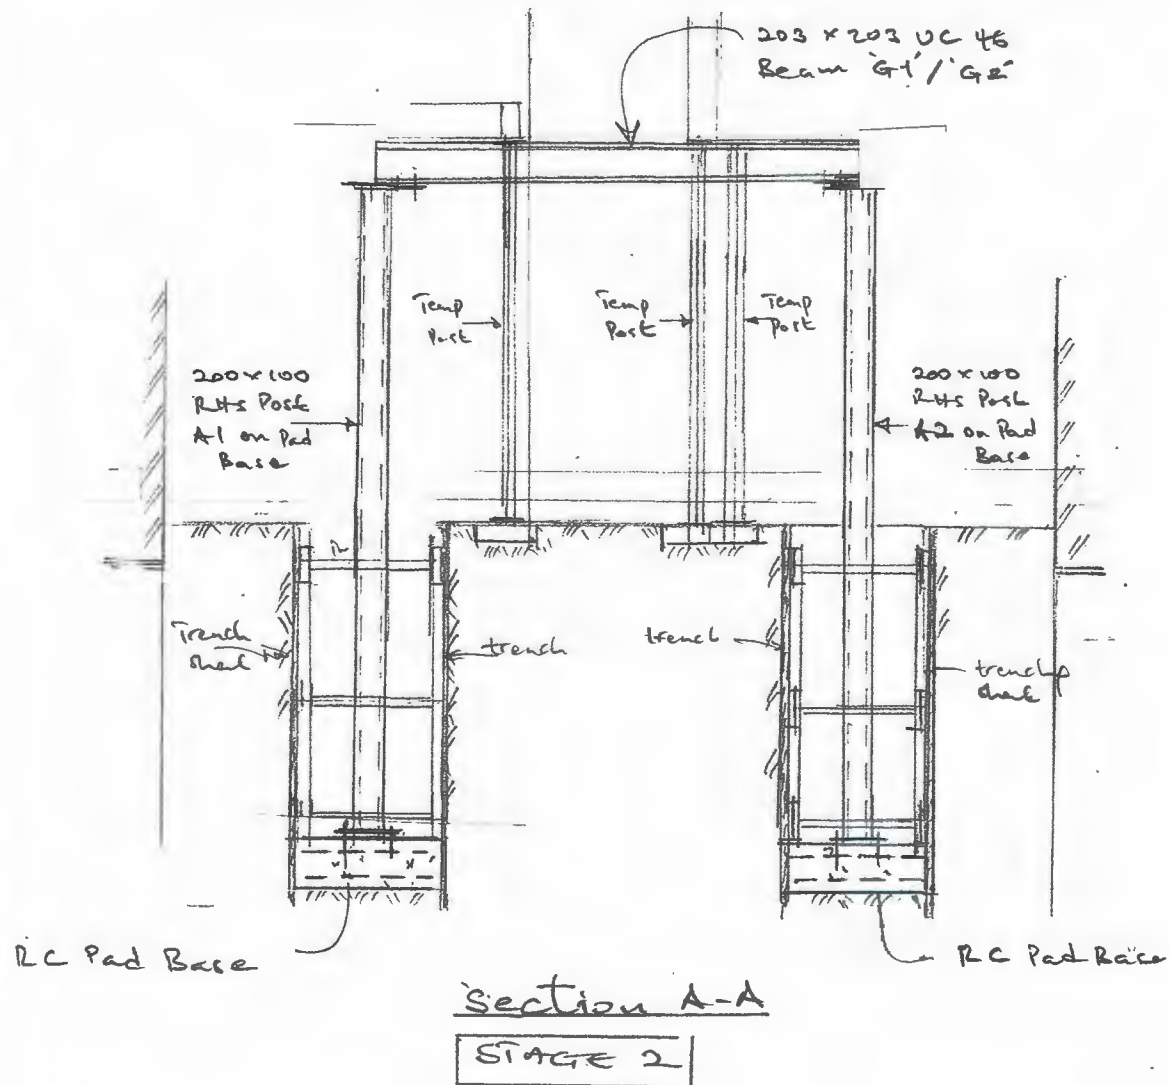 203 x 203 UC 46
Beam 'G1'/'G2'
Temp
Post
Temp
Post
Temp
Post
200 x 100
RHS Post
A1 on Pad
Base
200 x 100
RHS Post
A2 on Pad
Base
Trench
sheet
trench
trench
trench
sheet
RC Pad Base
RC Pad Base
Section A-A
STAGE 2